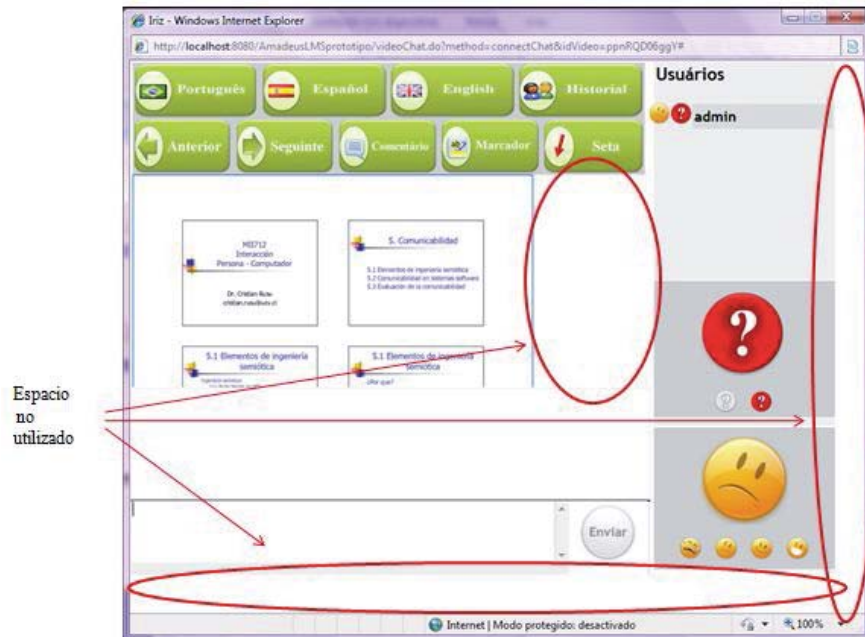 Iriz - Windows Internet Explorer
http://localhost:8080/AmadeusLMSprototipo/videoChat.do?method=connectChat&idVideo=ppnRQD06ggY#
Português
Español
English
Historial
Usuários
admin
Anterior
Seguinte
Comentário
Marcador
Seta
MII712
Interacción
Persona - Computador
Dr. Cristian Rusu
5. Comunicabilidad
5.1 Elementos de ingeniería semiótica
5.2 Comunicabilidad en sistemas software
5.3 Evaluación de la comunicabilidad
5.1 Elementos de ingeniería
semiótica
5.1 Elementos de ingeniería
semiótica
¿Por que?
Espacio
no
utilizado
Enviar
Internet | Modo protegido: desactivado
100%